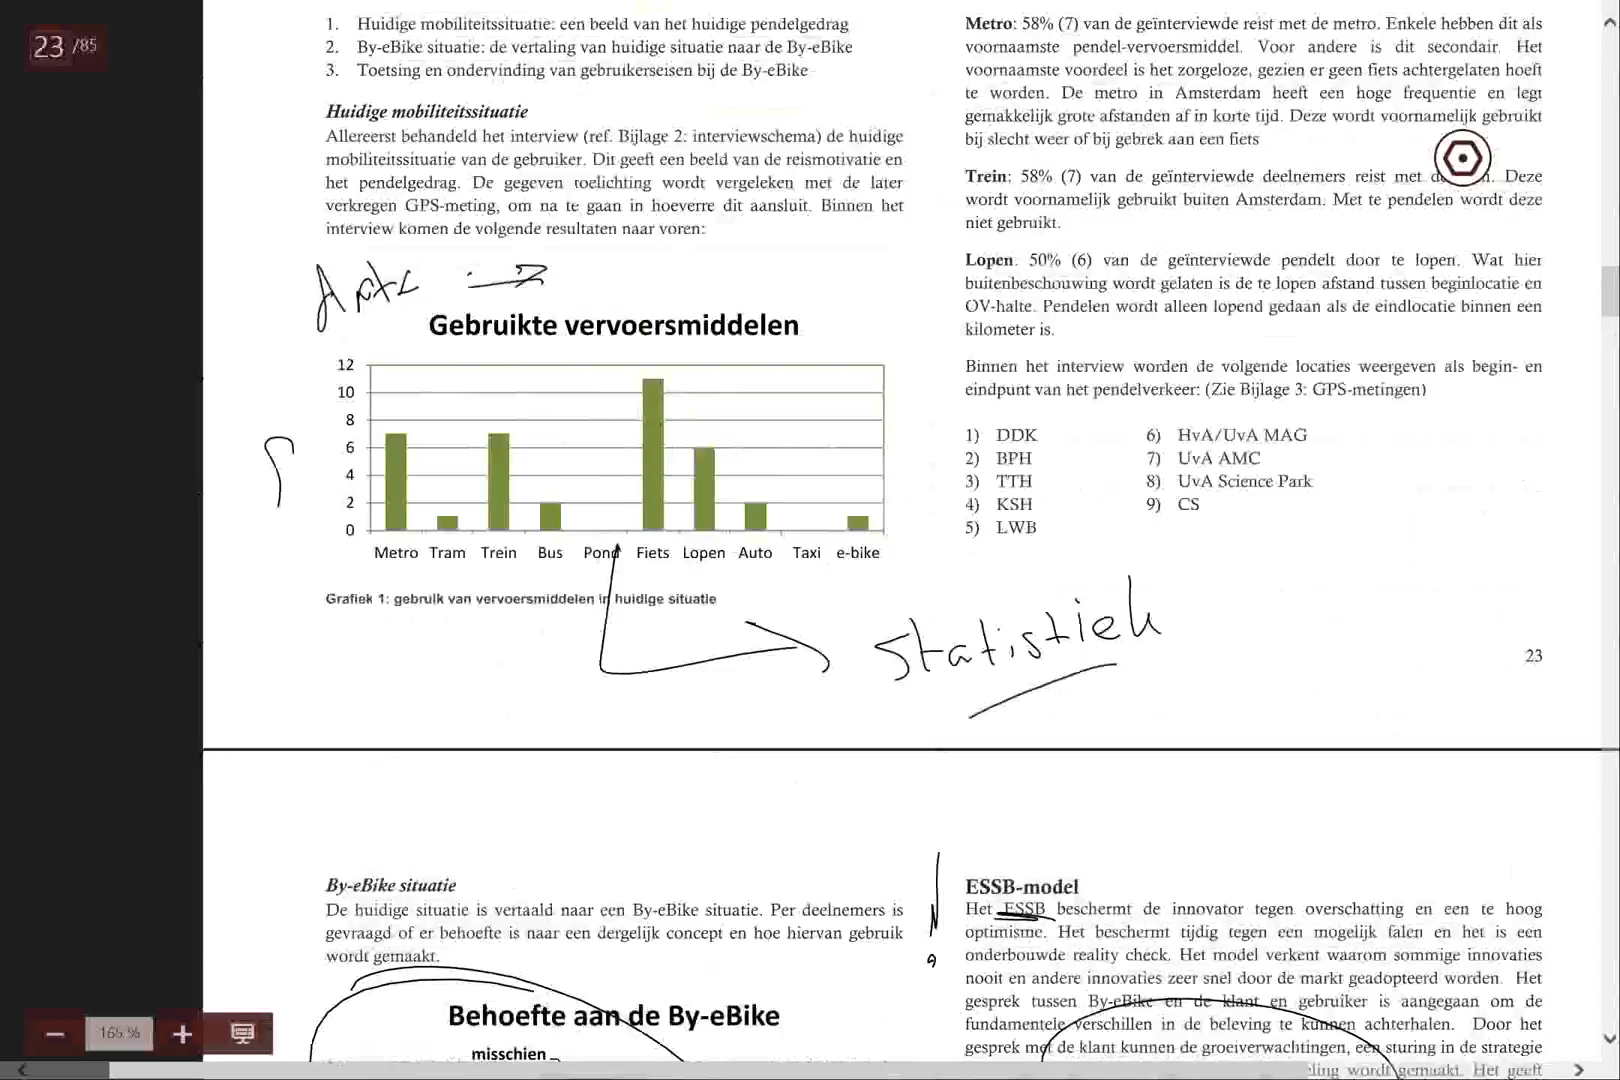 23 /85
1. Huidige mobiliteitssituatie: een beeld van het huidige pendelgedrag
2. By-eBike situatie: de vertaling van huidige situatie naar de By-eBike
3. Toetsing en ondervinding van gebruikerseisen bij de By-eBike
Huidige mobiliteitssituatie
Allereerst behandeld het interview (ref. Bijlage 2: interviewschema) de huidige
mobiliteitssituatie van de gebruiker. Dit geeft een beeld van de reismotivatie en
het pendelgedrag. De gegeven toelichting wordt vergeleken met de later
verkregen GPS-meting, om na te gaan in hoeverre dit aansluit. Binnen het
interview komen de volgende resultaten naar voren:
Gebruikte vervoersmiddelen
12
10
8
6
4
2
0
Metro Tram Trein Bus Pond Fiets Lopen Auto Taxi e-bike
Grafiek 1: gebruik van vervoersmiddelen in huidige situatie
statistiek
Metro: 58% (7) van de geïnterviewde reist met de metro. Enkele hebben dit als
voornaamste pendel-vervoersmiddel. Voor andere is dit secondair. Het
voornaamste voordeel is het zorgeloze, gezien er geen fiets achtergelaten hoeft
te worden. De metro in Amsterdam heeft een hoge frequentie en legt
gemakkelijk grote afstanden af in korte tijd. Deze wordt voornamelijk gebruikt
bij slecht weer of bij gebrek aan een fiets
Trein: 58% (7) van de geïnterviewde deelnemers reist met Deze
wordt voornamelijk gebruikt buiten Amsterdam. Met te pendelen wordt deze
niet gebruikt.
Lopen. 50% (6) van de geïnterviewde pendelt door te lopen. Wat hier
buitenbeschouwing wordt gelaten is de te lopen afstand tussen beginlocatie en
OV-halte. Pendelen wordt alleen lopend gedaan als de eindlocatie binnen een
kilometer is.
Binnen het interview worden de volgende locaties weergeven als begin- en
eindpunt van het pendelverkeer: (Zie Bijlage 3: GPS-metingen)
1) DDK
2) BPH
3) TTH
4) KSH
5) LWB
6) HvA/UvA MAG
7) UvA AMC
8) UvA Science Park
9) CS
23
By-eBike situatie
De huidige situatie is vertaald naar een By-eBike situatie. Per deelnemers is
gevraagd of er behoefte is naar een dergelijk concept en hoe hiervan gebruik
wordt gemaakt.
Behoefte aan de By-eBike
misschien
ESSB-model
Het ESSB beschermt de innovator tegen overschatting en een te hoog
optimisme. Het beschermt tijdig tegen een mogelijk falen en het is een
onderbouwde reality check. Het model verkent waarom sommige innovaties
nooit en andere innovaties zeer snel door de markt geadopteerd worden. Het
gesprek tussen By-eBike en de klant en gebruiker is aangegaan om de
fundamentele verschillen in de beleving te kunnen achterhalen. Door het
gesprek met de klant kunnen de groeiverwachtingen, een sturing in de strategie
ling wordt gemaakt. Het geeft
165 %